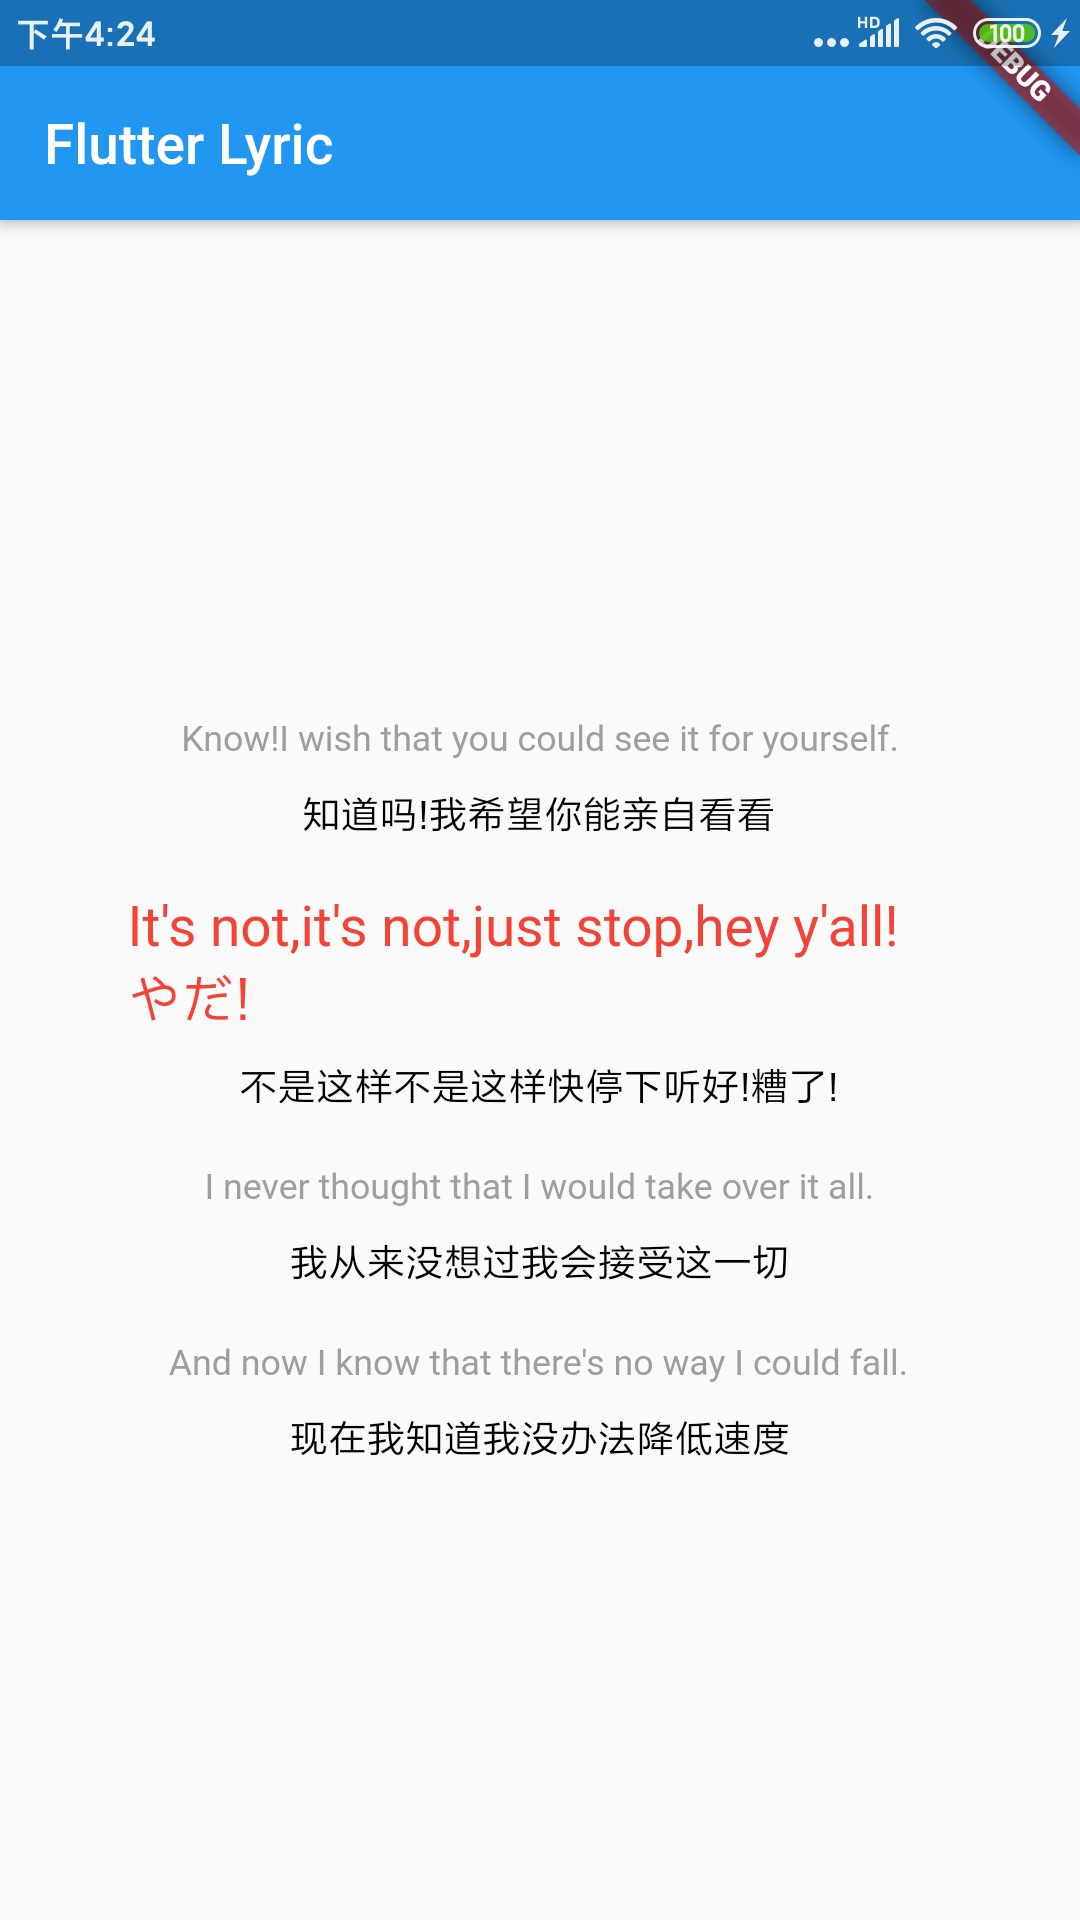 下午4:24
HD
100
EBUG
Flutter Lyric
Know!I wish that you could see it for yourself.
知道吗!我希望你能亲自看看
It's not,it's not,just stop,hey y'all!
やだ!
不是这样不是这样快停下听好!糟了!
I never thought that I would take over it all.
我从来没想过我会接受这一切
And now I know that there's no way I could fall.
现在我知道我没办法降低速度